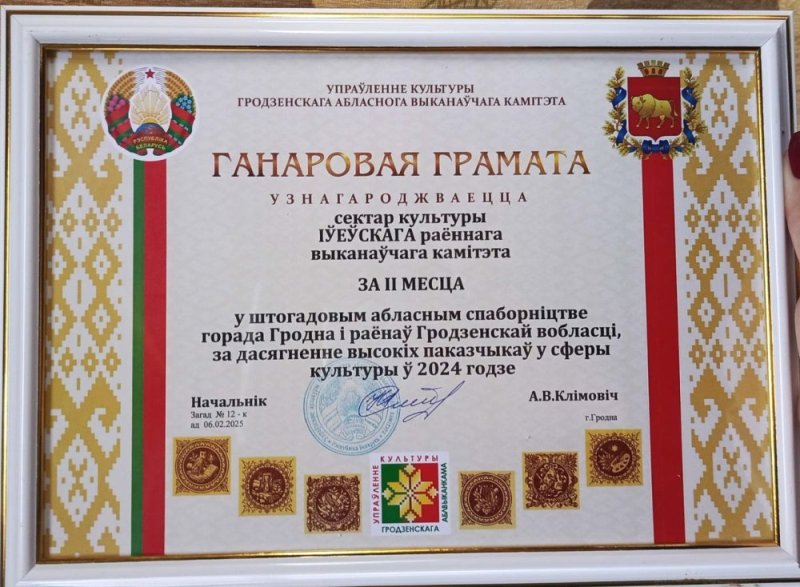 УПРАЎЛЕННЕ КУЛЬТУРЫ
ГРОДЗЕНСКАГА АБЛАСНОГА ВЫКАНАЎЧАГА КАМІТЭТА
РЭСПУБЛІКА
БЕЛАРУСЬ
ГАНАРОВАЯ ГРАМАТА
УЗНАГАРОДЖВАЕЦЦА
сектар культуры
ІЎЕЎСКАГА раённага
выканаўчага камітэта
ЗА ІІ МЕСЦА
у штогадовым абласным спаборніцтве
горада Гродна і раёнаў Гродзенскай вобласці,
за дасягненне высокіх паказчыкаў у сферы
культуры ў 2024 годзе
Начальнік
А.В.Клімовіч
Загад № 12 - к
ад 06.02.2025
г.Гродна
УПРАЎЛЕННЕ КУЛЬТУРЫ
ГРОДЗЕНСКАГА
АБЛВЫКАНКАМА